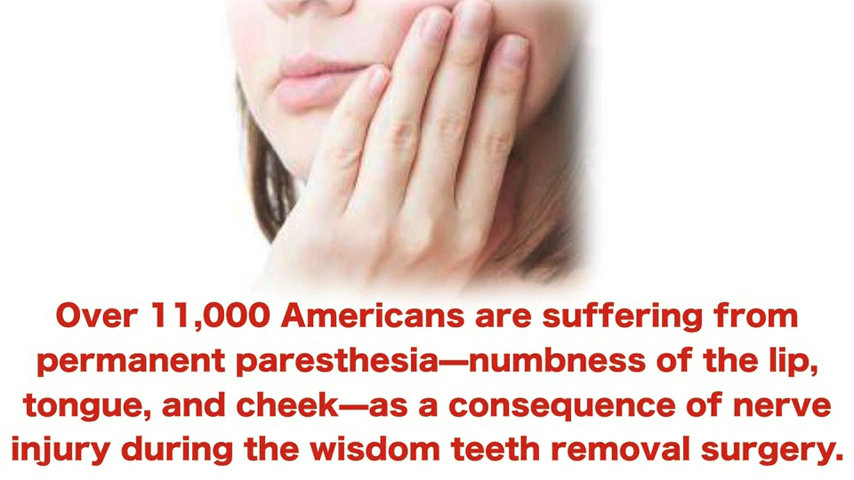 Over 11,000 Americans are suffering from
permanent paresthesia—numbness of the lip,
tongue, and cheek—as a consequence of nerve
injury during the wisdom teeth removal surgery.